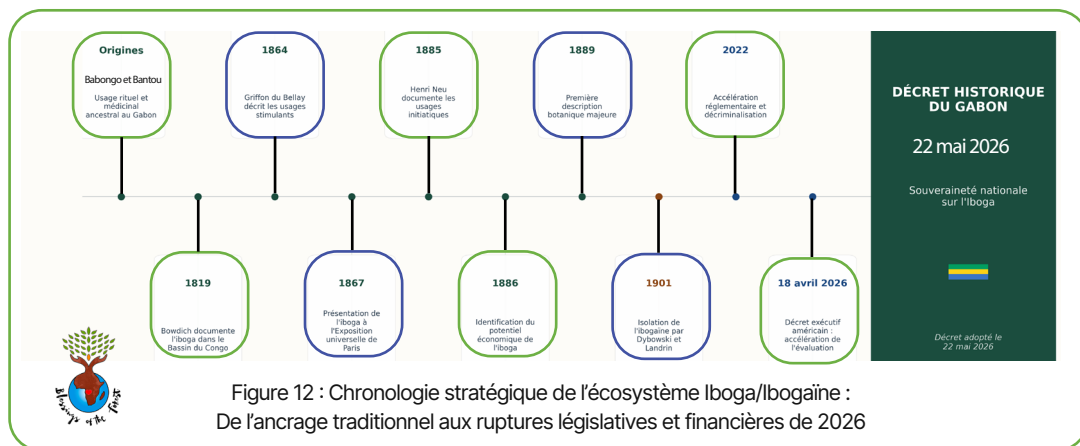 Origines
Babongo et Bantou
Usage rituel et
médicinal
ancestral au Gabon
1864
Griffon du Bellay
décrit les usages
stimulants
1885
Henri Neu
documente les
usages
initiatiques
1889
Première
description
botanique majeure
2022
Accélération
réglementaire et
décriminalisation
1819
Bowdich documente
l'iboga dans le
Bassin du Congo
1867
Présentation de
l'iboga à
l'Exposition
universelle de
Paris
1886
Identification du
potentiel
économique de
l'iboga
1901
Isolation de
l'ibogaine par
Dybowski et
Landrin
18 avril 2026
Décret exécutif
américain :
accélération de
l'évaluation
DÉCRET HISTORIQUE
DU GABON
22 mai 2026
Souveraineté nationale
sur l'Iboga
Décret adopté le
22 mai 2026
Blessings of the forest
Figure 12 : Chronologie stratégique de l’écosystème Iboga/Ibogaïne :
De l’ancrage traditionnel aux ruptures législatives et financières de 2026